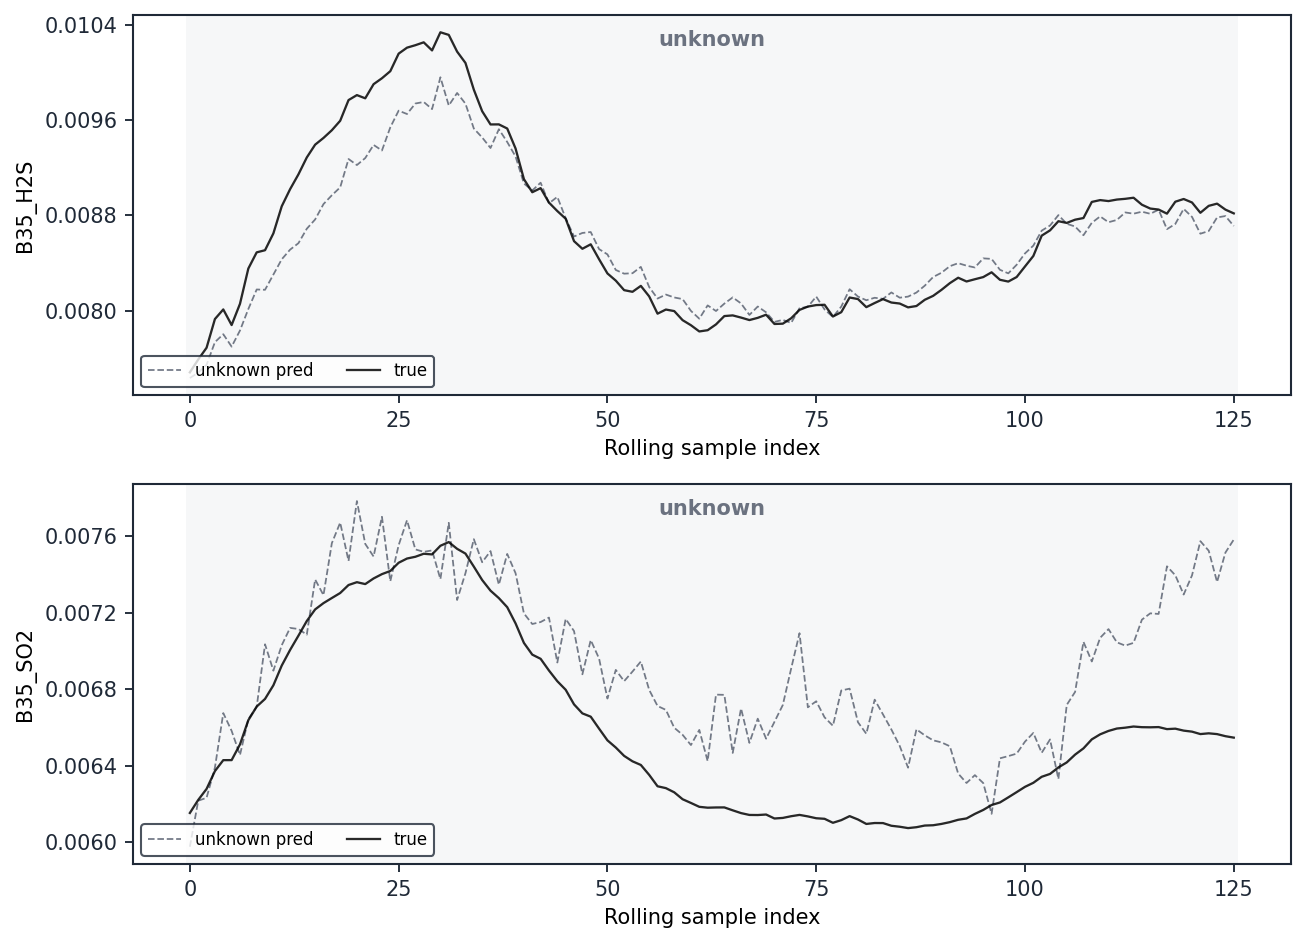 0.0104
0.0096
0.0088
0.0080
B35_H2S
unknown
unknown pred
true
0
25
50
75
100
125
Rolling sample index
0.0076
0.0072
0.0068
0.0064
0.0060
B35_SO2
unknown
unknown pred
true
0
25
50
75
100
125
Rolling sample index